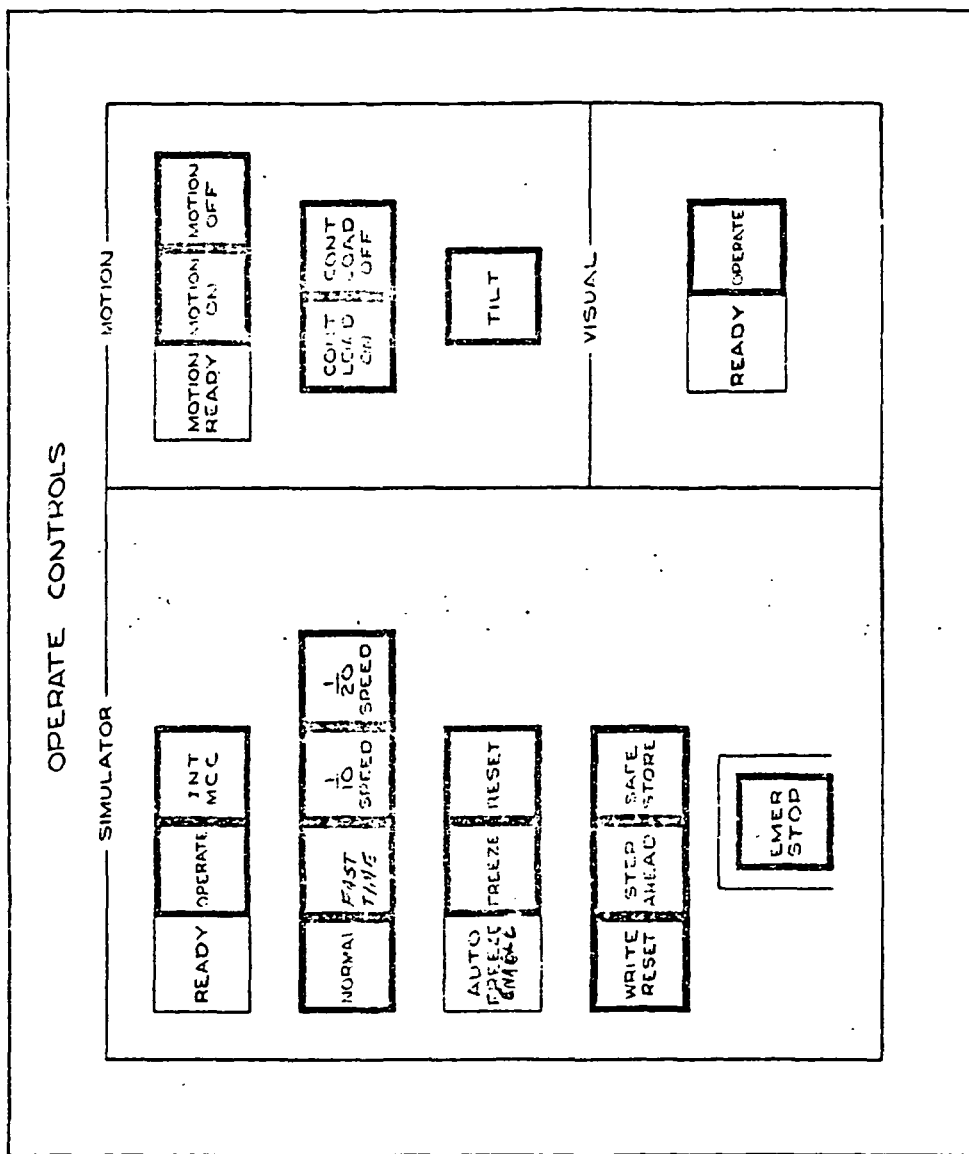 OPERATE CONTROLS
SIMULATOR
READY
OPERATE
INT
MCC
NORMAL
FAST
TIME
1/10
SPEED
1/20
SPEED
AUTO
FREEZE
ENABLE
FREEZE
RESET
WRITE
RESET
STEP
AHEAD
SAFE
STORE
EMER
STOP
MOTION
MOTION
READY
MOTION
ON
MOTION
OFF
CONT
LOAD
ON
CONT
LOAD
OFF
TILT
VISUAL
READY
OPERATE